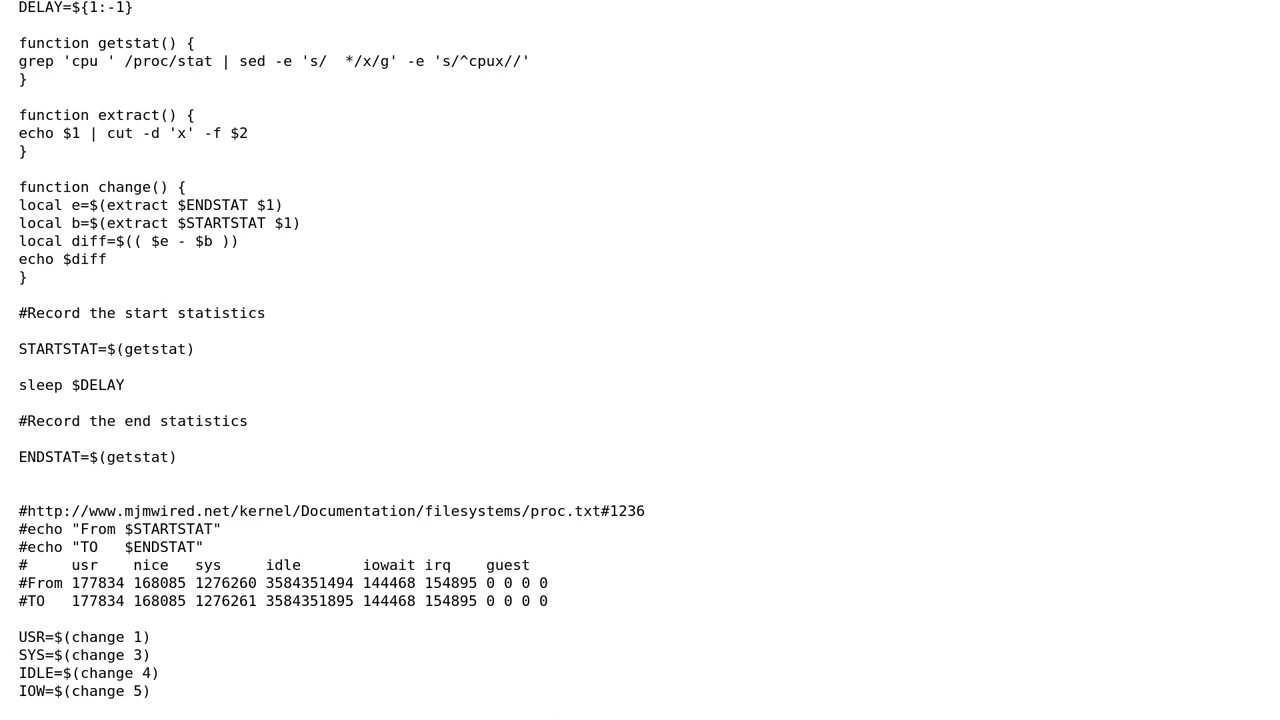 DELAY=${1:-1}

function getstat() {
grep 'cpu ' /proc/stat | sed -e 's/  */x/g' -e 's/^cpux//'
}

function extract() {
echo $1 | cut -d 'x' -f $2
}

function change() {
local e=$(extract $ENDSTAT $1)
local b=$(extract $STARTSTAT $1)
local diff=$(( $e - $b ))
echo $diff
}

#Record the start statistics

STARTSTAT=$(getstat)

sleep $DELAY

#Record the end statistics

ENDSTAT=$(getstat)


#http://www.mjmwired.net/kernel/Documentation/filesystems/proc.txt#1236
#echo "From $STARTSTAT"
#echo "TO   $ENDSTAT"
#     usr    nice   sys     idle       iowait irq    guest
#From 177834 168085 1276260 3584351494 144468 154895 0 0 0 0
#TO   177834 168085 1276261 3584351895 144468 154895 0 0 0 0

USR=$(change 1)
SYS=$(change 3)
IDLE=$(change 4)
IOW=$(change 5)